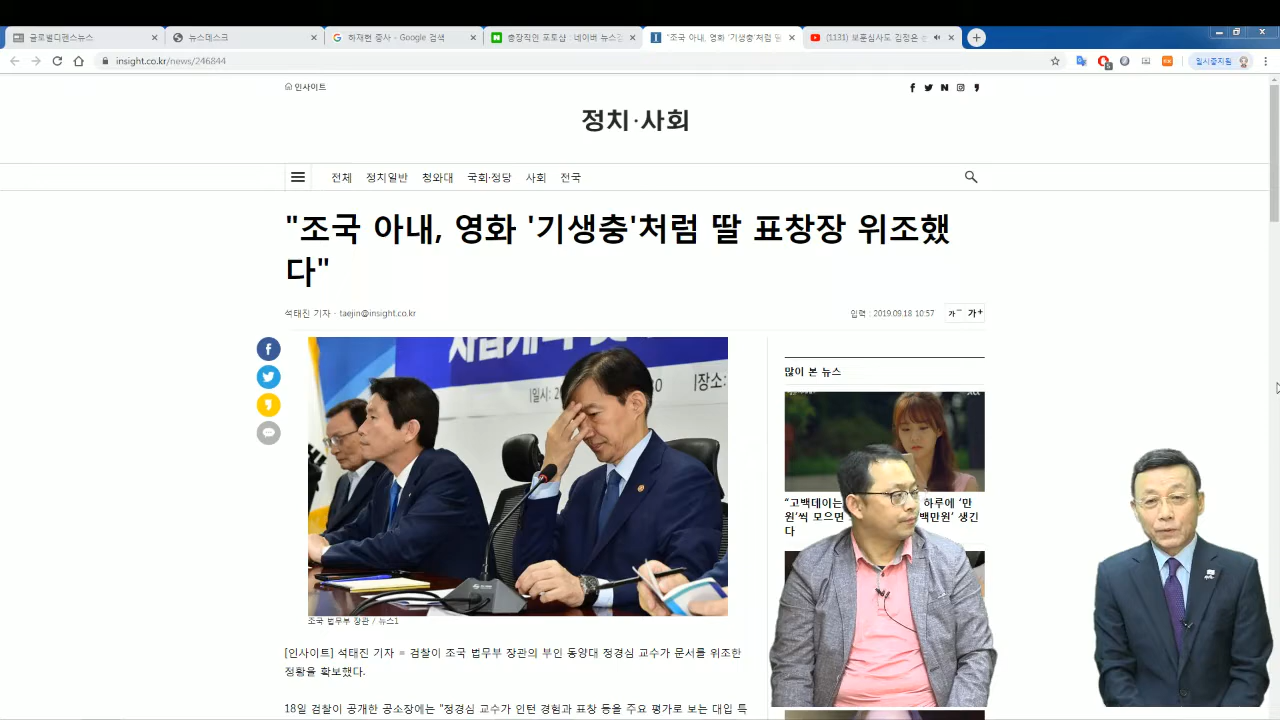 글로벌디펜스뉴스
뉴스데스크
하재헌 중사 - Google 검색
충장적인 포토샵 : 네이버 뉴스
"조국 아내, 영화 '기생충'처럼 딸
(1131) 보훈심사도 김정은
insight.co.kr/news/246844
일시중지됨
인사이트
정치·사회
전체 정치일반 청와대 국회·정당 사회 전국
"조국 아내, 영화 '기생충'처럼 딸 표창장 위조했
다"
석태진 기자 · taejin@insight.co.kr
입력 : 2019.09.18 10:57
가- 가+
많이 본 뉴스
|일시: 2
30
|장소:
"고백데이는
하루에 '만
원'씩 모으면
백만원' 생긴
다
조국 법무부 장관 / 뉴스1
[인사이트] 석태진 기자 = 검찰이 조국 법무부 장관의 부인 동양대 정경심 교수가 문서를 위조한
정황을 확보했다.
18일 검찰이 공개한 공소장에는 "정경심 교수가 인턴 경험과 표창 등을 주요 평가로 보는 대입 특